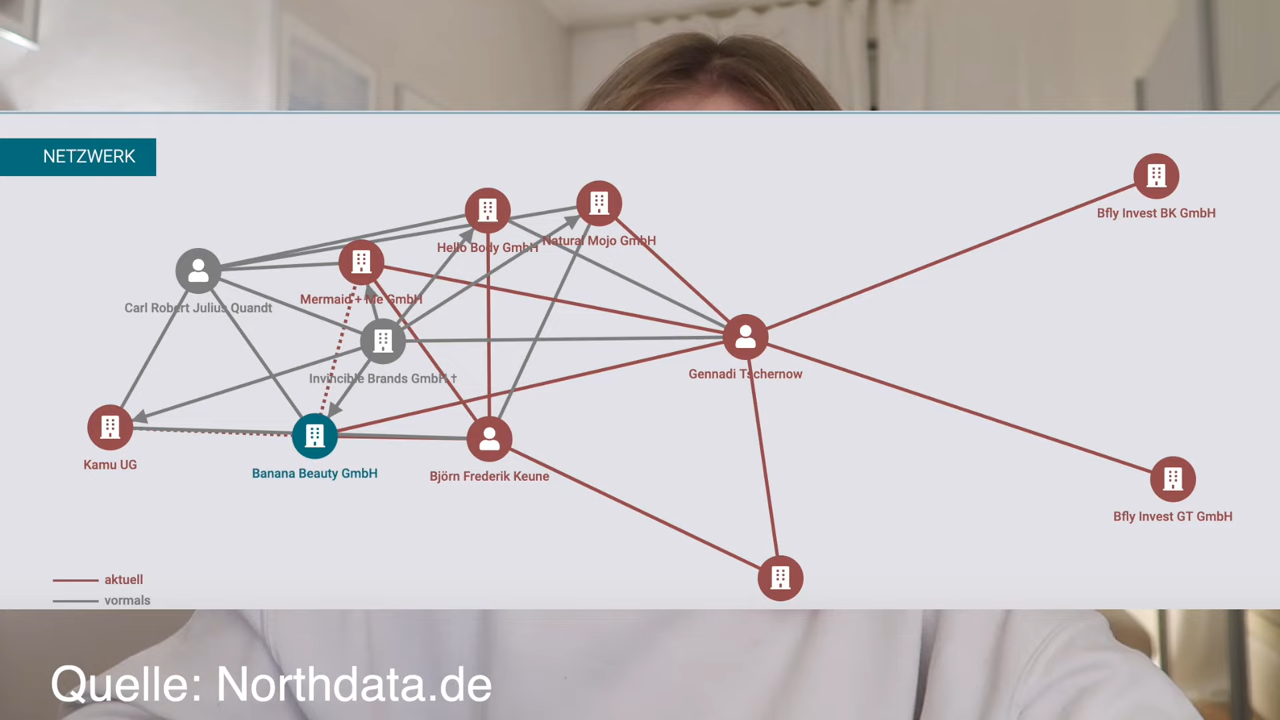 NETZWERK
Bfly Invest BK GmbH
Hello Body GmbH
Natural Mojo GmbH
Mermaid + Me GmbH
Carl Robert Julius Quandt
Gennadi Tschernow
Invincible Brands GmbH †
Kamu UG
Banana Beauty GmbH
Björn Frederik Keune
Bfly Invest GT GmbH
aktuell
vormals
Quelle: Northdata.de